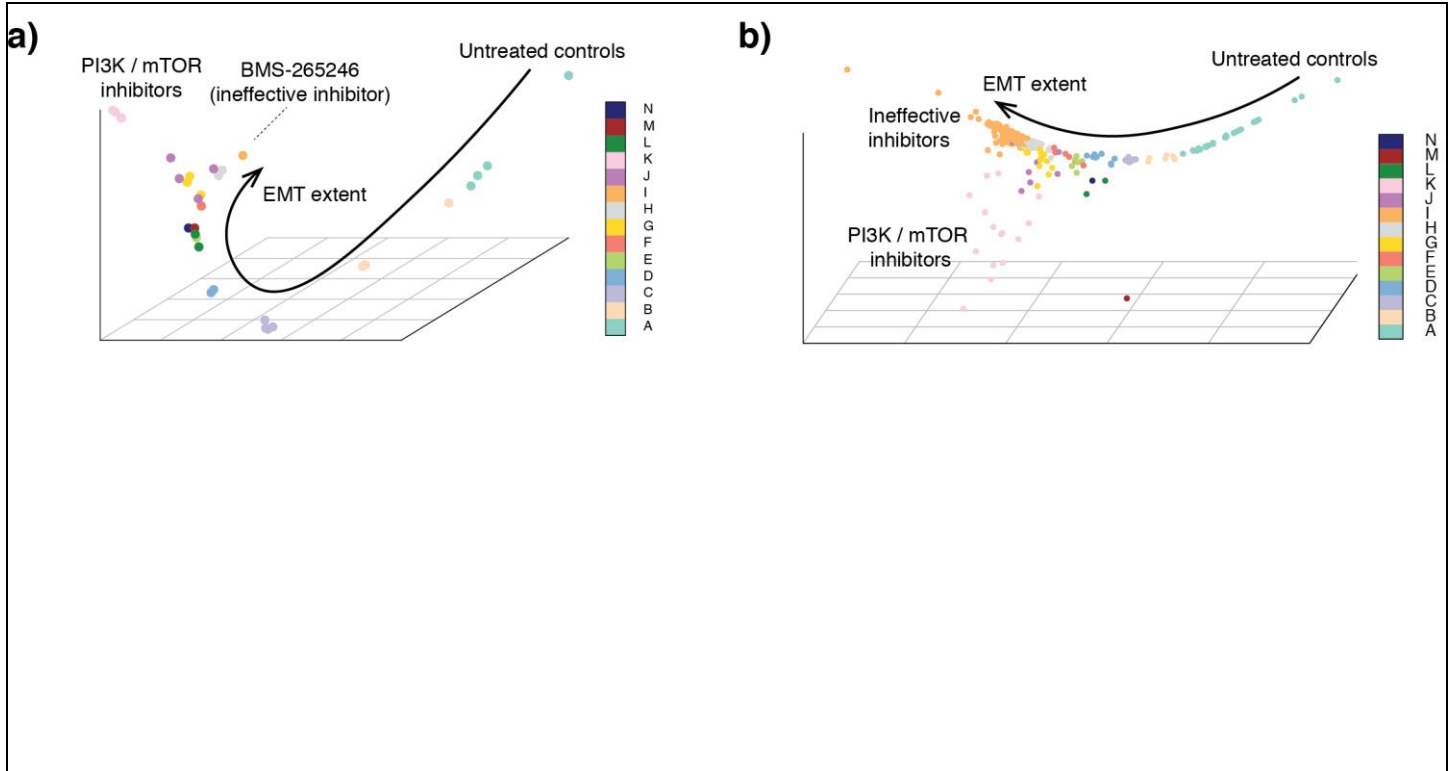 a)
PI3K / mTOR
inhibitors
BMS-265246
(ineffective inhibitor)
Untreated controls
EMT extent
N
M
L
K
J
I
H
G
F
E
D
C
B
A
b)
Untreated controls
EMT extent
Ineffective
inhibitors
PI3K / mTOR
inhibitors
N
M
L
K
J
I
H
G
F
E
D
C
B
A